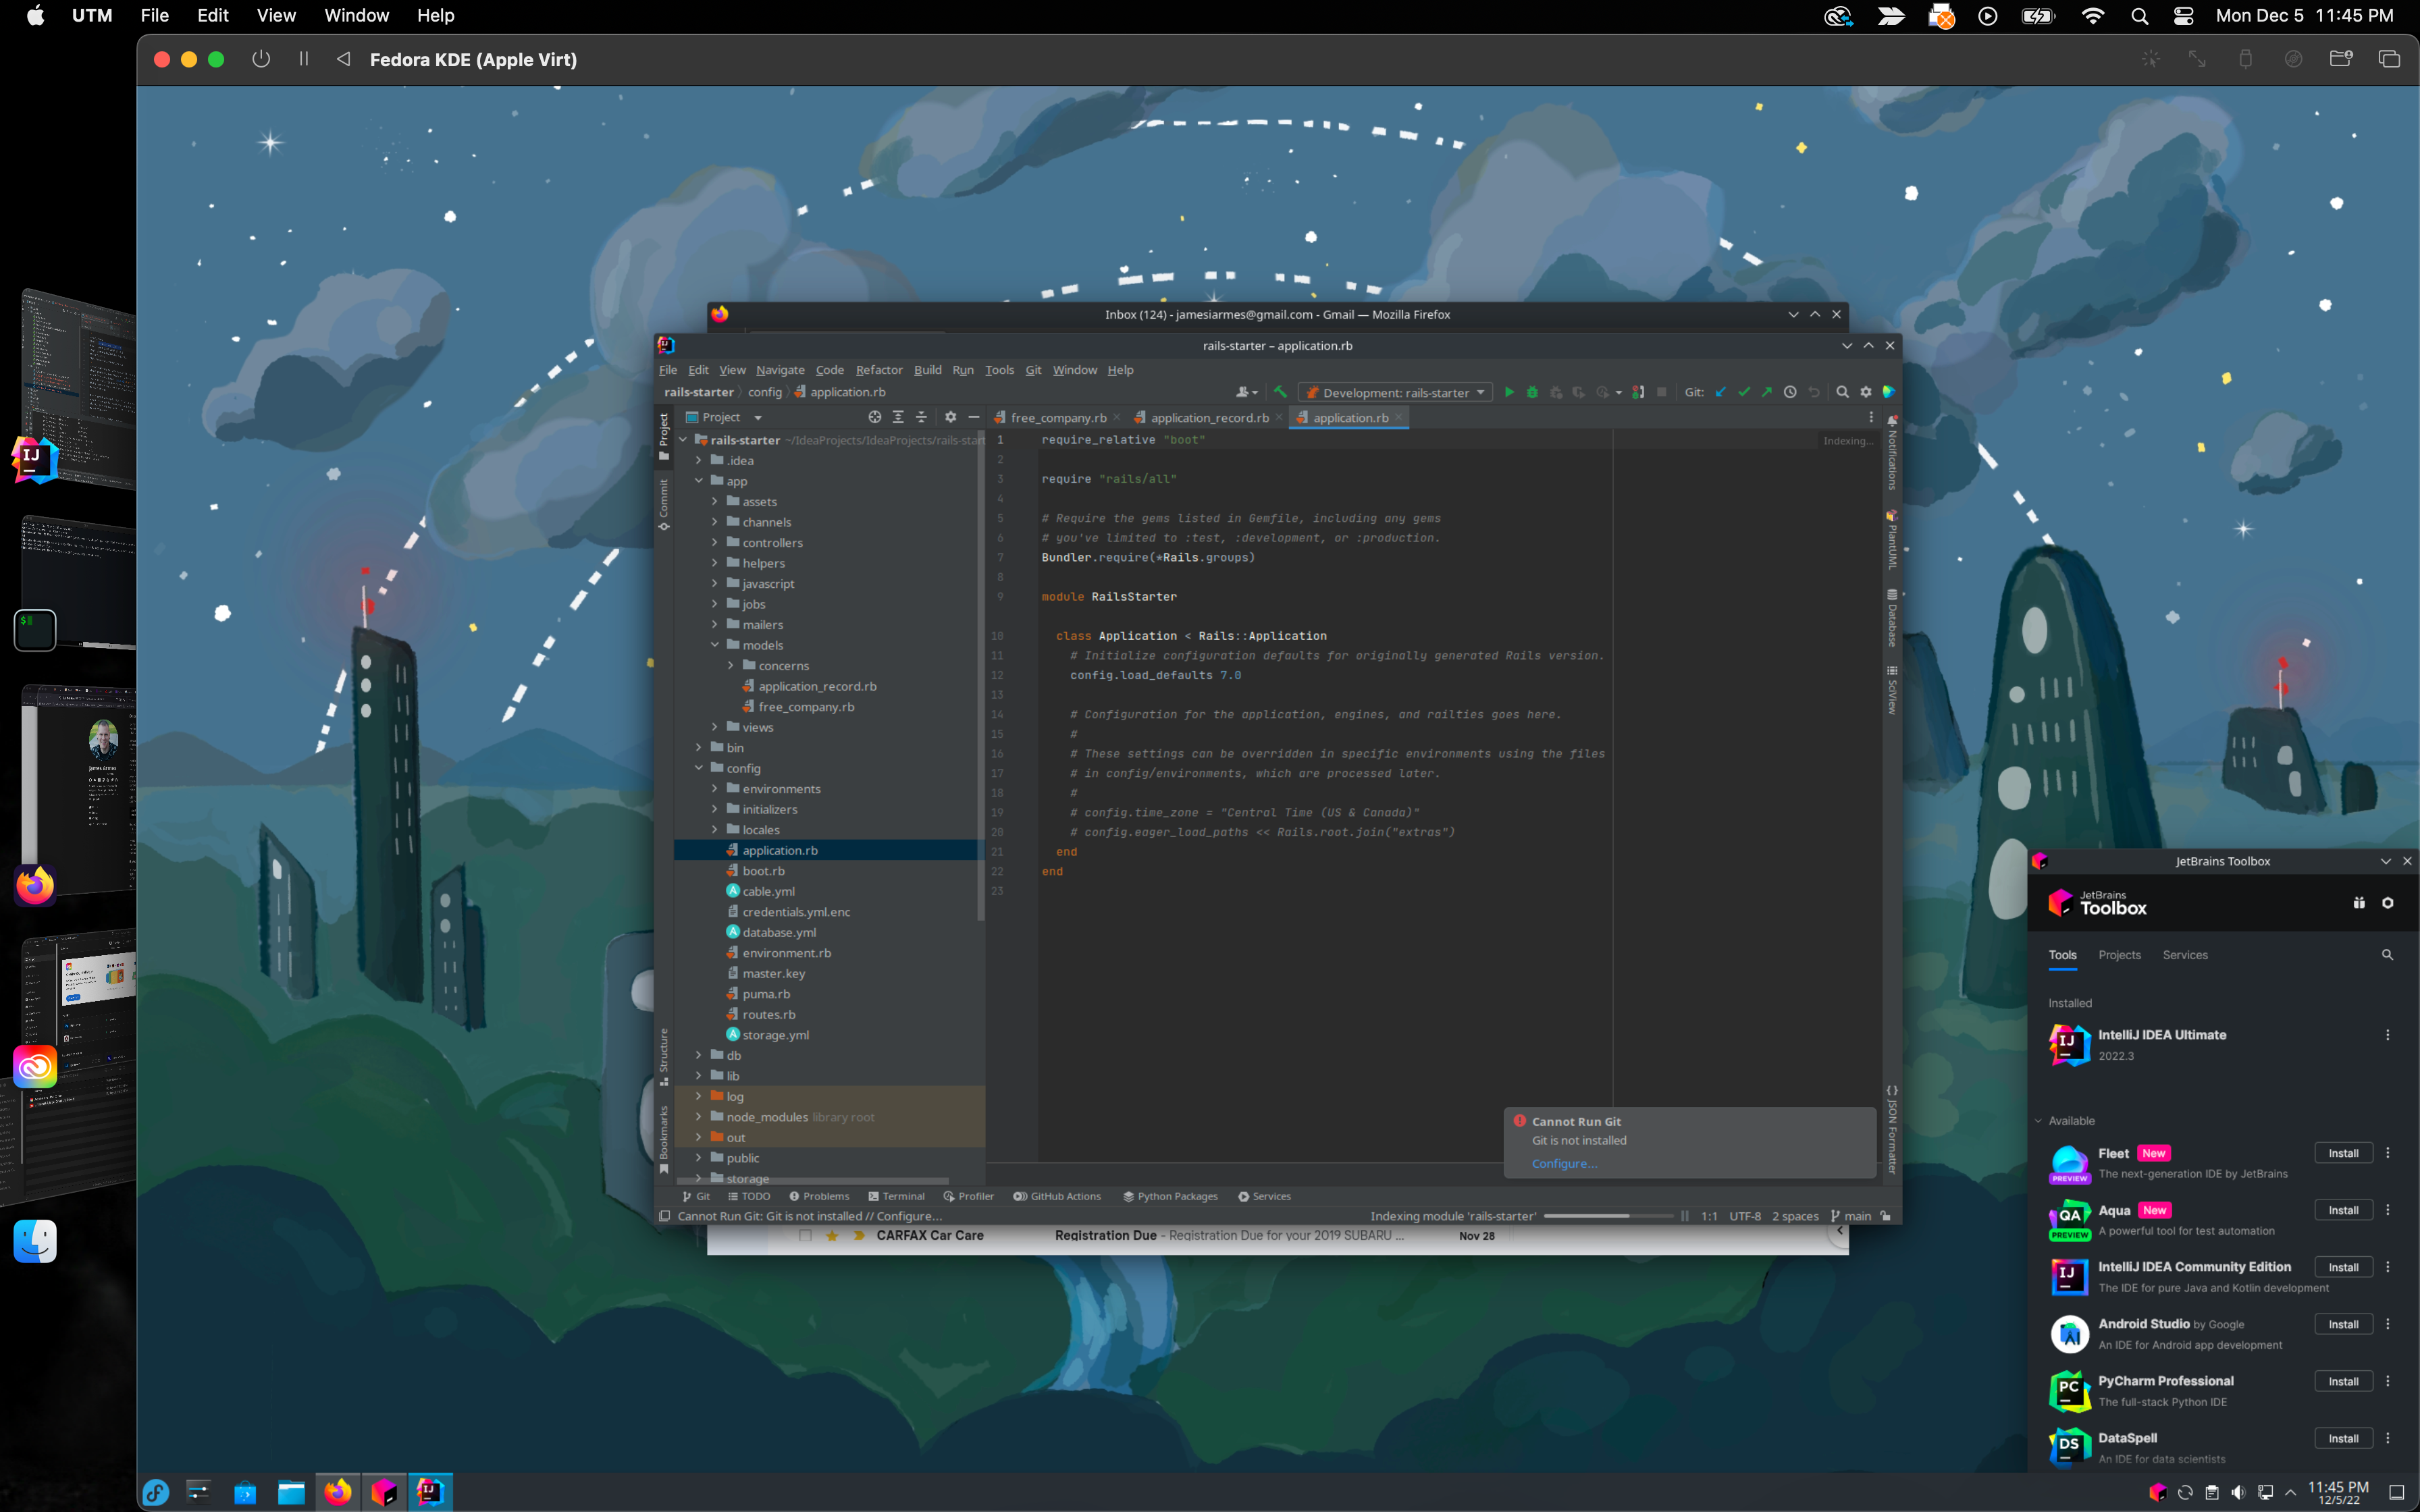 UTM File Edit View Window Help
Mon Dec 5 11:45 PM
Fedora KDE (Apple Virt)
Inbox (124) - jamesiarmes@gmail.com - Gmail — Mozilla Firefox
rails-starter – application.rb
File Edit View Navigate Code Refactor Build Run Tools Git Window Help
rails-starter config application.rb
Development: rails-starter
Git:
Project
free_company.rb application_record.rb application.rb
Project
Commit
Structure
Bookmarks
rails-starter ~/IdeaProjects/IdeaProjects/rails-start
.idea
app
assets
channels
controllers
helpers
javascript
jobs
mailers
models
concerns
application_record.rb
free_company.rb
views
bin
config
environments
initializers
locales
application.rb
boot.rb
cable.yml
credentials.yml.enc
database.yml
environment.rb
master.key
puma.rb
routes.rb
storage.yml
db
lib
log
node_modules library root
out
public
storage
1 require_relative "boot"
2
3 require "rails/all"
4
5 # Require the gems listed in Gemfile, including any gems
6 # you've limited to :test, :development, or :production.
7 Bundler.require(*Rails.groups)
8
9 module RailsStarter
10 class Application < Rails::Application
11 # Initialize configuration defaults for originally generated Rails version.
12 config.load_defaults 7.0
13
14 # Configuration for the application, engines, and railties goes here.
15 #
16 # These settings can be overridden in specific environments using the files
17 # in config/environments, which are processed later.
18 #
19 # config.time_zone = "Central Time (US & Canada)"
20 # config.eager_load_paths << Rails.root.join("extras")
21 end
22 end
23
Indexing...
Notifications
PlantUML
Database
SciView
JSON Formatter
Cannot Run Git
Git is not installed
Configure...
Git TODO Problems Terminal Profiler GitHub Actions Python Packages Services
Cannot Run Git: Git is not installed // Configure...
Indexing module 'rails-starter' 1:1 UTF-8 2 spaces main
CARFAX Car Care Registration Due - Registration Due for your 2019 SUBARU ... Nov 28
JetBrains Toolbox
JetBrains
Toolbox
Tools Projects Services
Installed
IntelliJ IDEA Ultimate
2022.3
Available
Fleet New Install
The next-generation IDE by JetBrains
PREVIEW
Aqua New Install
A powerful tool for test automation
QA
PREVIEW
IntelliJ IDEA Community Edition Install
The IDE for pure Java and Kotlin development
IJ
Android Studio by Google Install
An IDE for Android app development
PyCharm Professional Install
The full-stack Python IDE
PC
DataSpell Install
An IDE for data scientists
DS
James Armes
IJ
11:45 PM
12/5/22